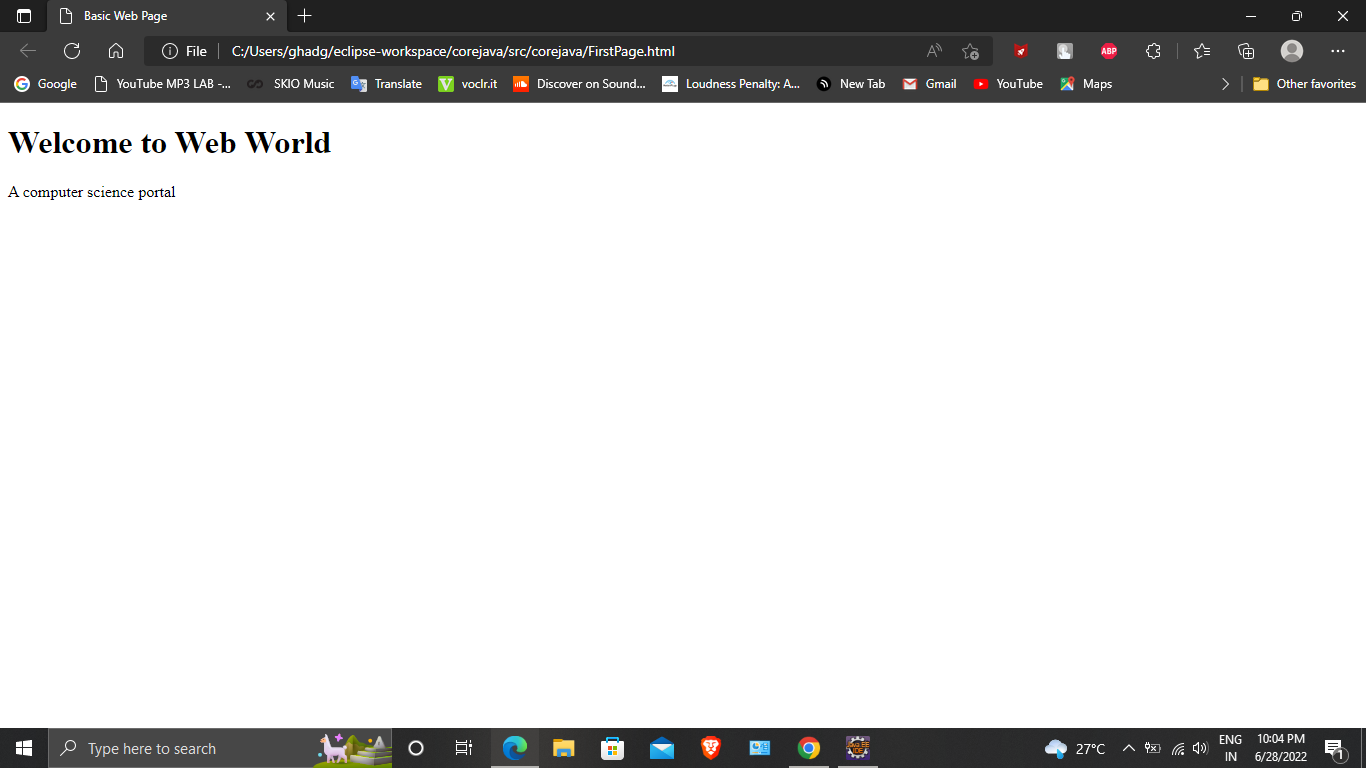 Basic Web Page
File C:/Users/ghadg/eclipse-workspace/corejava/src/corejava/FirstPage.html
ABP
Google YouTube MP3 LAB -... SKIO Music Translate voclr.it Discover on Sound... Loudness Penalty: A... New Tab Gmail YouTube Maps Other favorites
Welcome to Web World
A computer science portal
Type here to search
27°C
ENG
IN
10:04 PM
6/28/2022
1